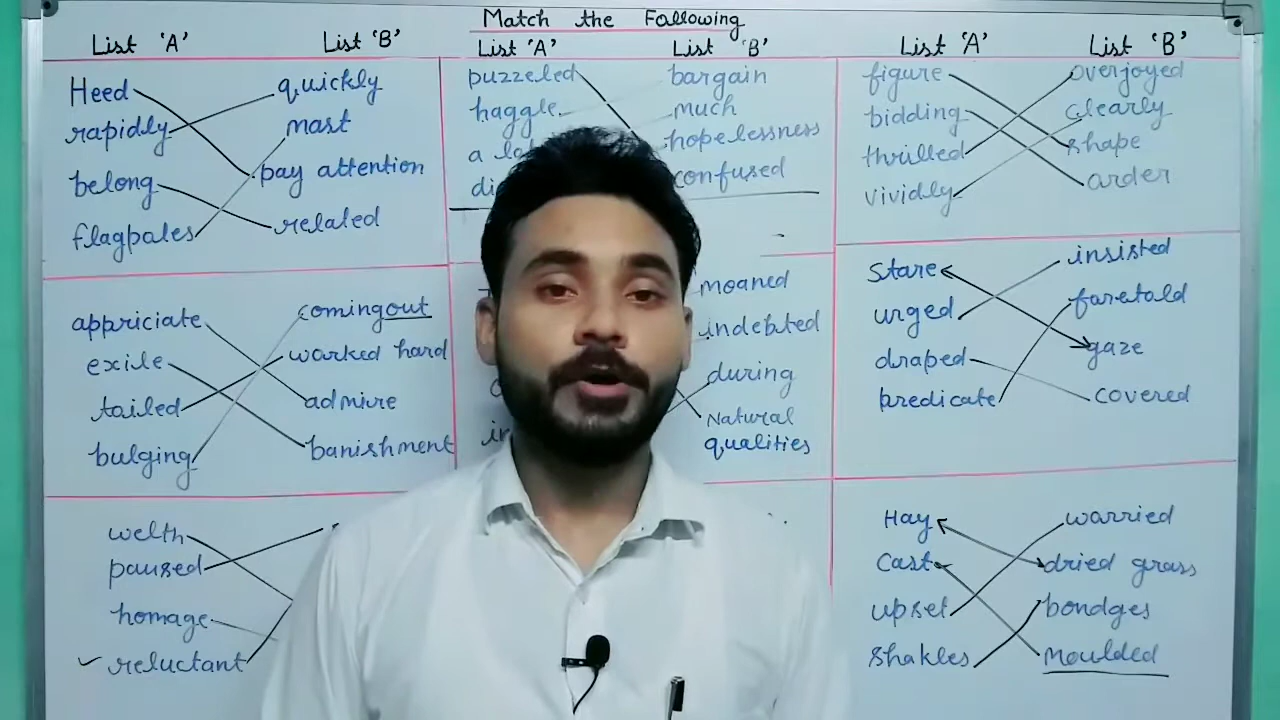 Match the Following
List 'A' List 'B'
Heed quickly
rapidly mast
belong pay attention
flagpoles related
appriciate coming out
exile worked hard
toiled admire
bulging banishment
welth
paused
homage
reluctant
List 'A' List 'B'
puzzeled bargain
haggle much
a hopelessness
confused
moaned
indebted
during
Natural
qualities
List 'A' List 'B'
figure overjoyed
bidding clearly
thrilled shape
vividly order
Stare insisted
urged foretold
draped gaze
predicate covered
Hay worried
Cast dried grass
upset bondges
Shakles moulded